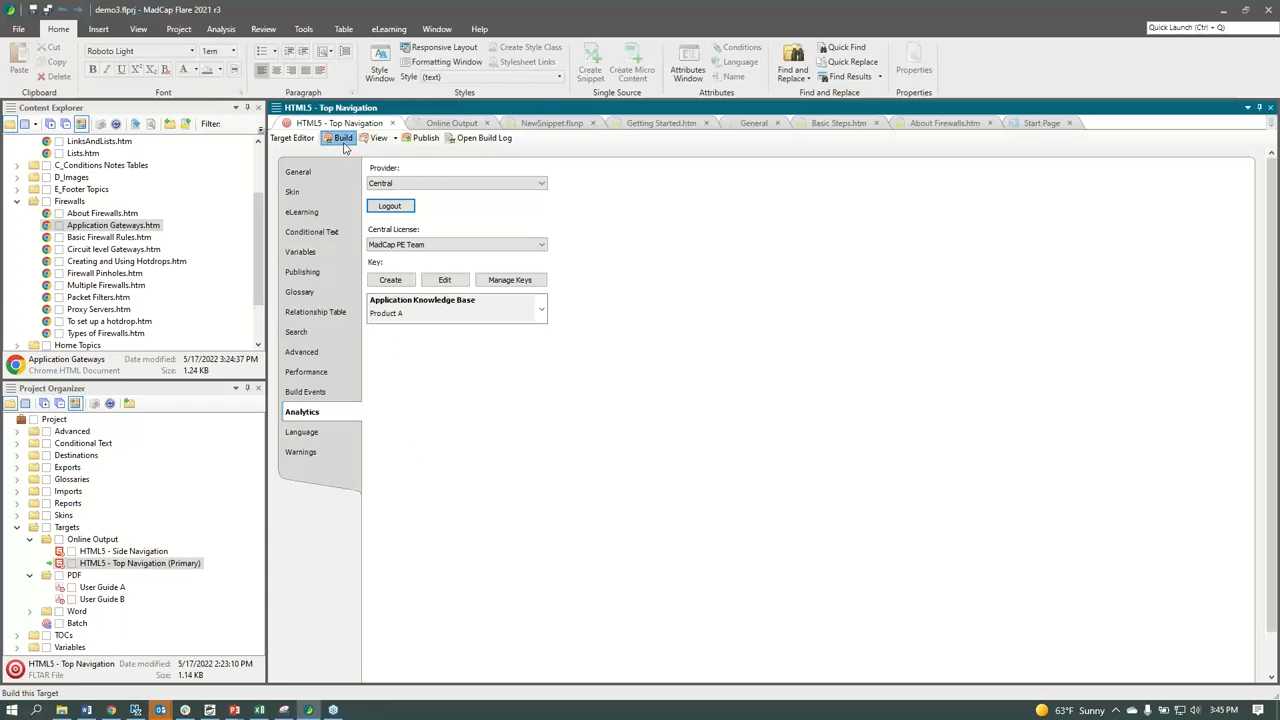 demo3.flprj - MadCap Flare 2021 r3
File Home Insert View Project Analysis Review Tools Table eLearning Window Help
Quick Launch (Ctrl + Q)
Paste
Cut
Copy
Delete
Clipboard
Roboto Light 1em
Font
Paragraph
Style Window
Responsive Layout
Formatting Window
Style (text)
Create Style Class
Stylesheet Links
Styles
Create Snippet
Create Micro Content
Single Source
Attributes Window
Conditions
Language
Name
Attributes
Find and Replace
Quick Find
Quick Replace
Find Results
Find and Replace
Properties
Properties
Content Explorer
Filter:
LinksAndLists.htm
Lists.htm
C_Conditions Notes Tables
D_Images
E_Footer Topics
Firewalls
About Firewalls.htm
Application Gateways.htm
Basic Firewall Rules.htm
Circuit level Gateways.htm
Creating and Using Hotdrops.htm
Firewall Pinholes.htm
Multiple Firewalls.htm
Packet Filters.htm
Proxy Servers.htm
To set up a hotdrop.htm
Types of Firewalls.htm
Home Topics
Application Gateways Date modified: 5/17/2022 3:24:37 PM
Chrome HTML Document Size: 1.24 KB
Project Organizer
Project
Advanced
Conditional Text
Destinations
Exports
Glossaries
Imports
Reports
Skins
Targets
Online Output
HTML5 - Side Navigation
HTML5 - Top Navigation (Primary)
PDF
User Guide A
User Guide B
Word
Batch
TOCs
Variables
HTML5 - Top Navigation Date modified: 5/17/2022 2:23:10 PM
FLTAR File Size: 1.14 KB
HTML5 - Top Navigation
HTML5 - Top Navigation Online Output NewSnippet.flsnp Getting Started.htm General Basic Steps.htm About Firewalls.htm Start Page
Target Editor Build View Publish Open Build Log
General
Skin
eLearning
Conditional Text
Variables
Publishing
Glossary
Relationship Table
Search
Advanced
Performance
Build Events
Analytics
Language
Warnings
Provider:
Central
Logout
Central License:
MadCap PE Team
Key:
Create Edit Manage Keys
Application Knowledge Base
Product A
Build this Target
63°F Sunny 3:45 PM